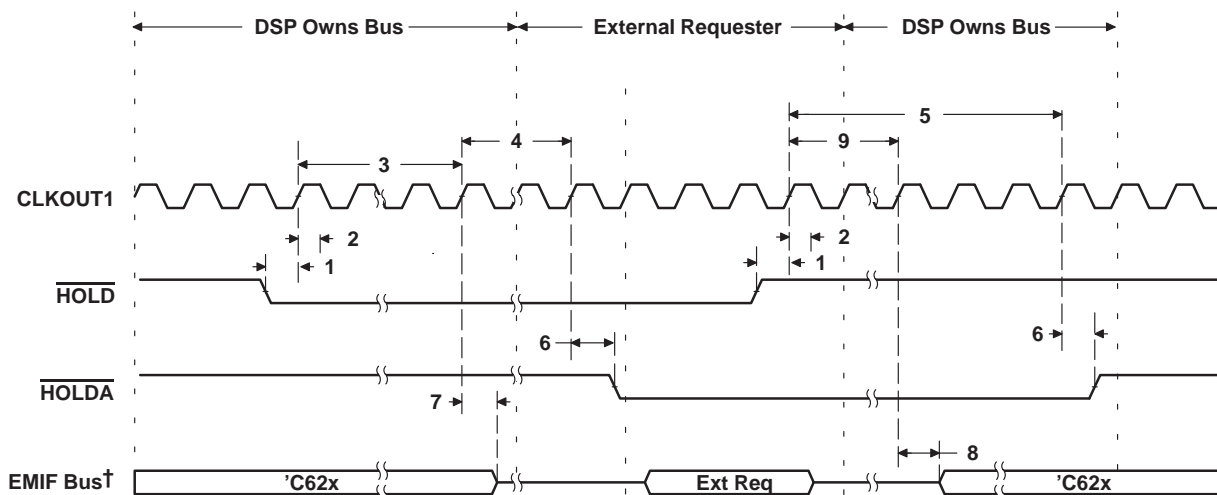 DSP Owns Bus External Requester DSP Owns Bus
5
4 9
3
CLKOUT1
2 2
1 1
HOLD
6 6
HOLDA
7
8
EMIF Bus† 'C62x Ext Req 'C62x